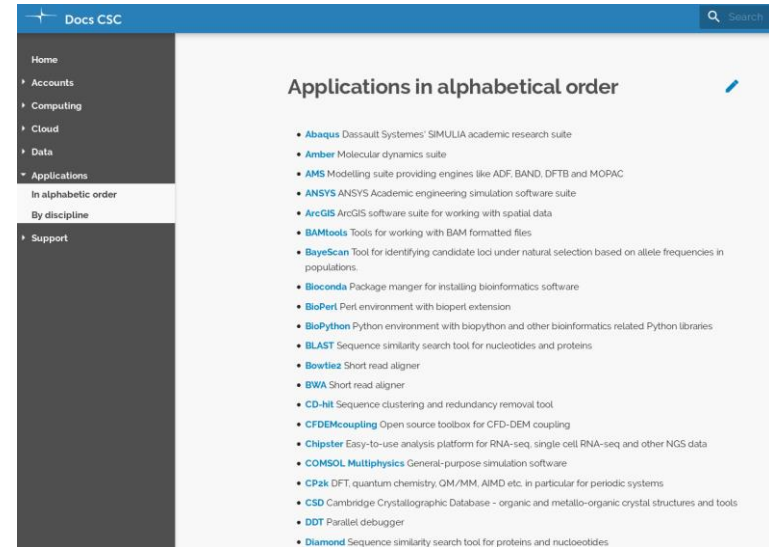 Docs CSC
Search
Home
Accounts
Computing
Cloud
Data
Applications
In alphabetic order
By discipline
Support
Applications in alphabetical order
Abaqus Dassault Systemes' SIMULIA academic research suite
Amber Molecular dynamics suite
AMS Modelling suite providing engines like ADF, BAND, DFTB and MOPAC
ANSYS ANSYS Academic engineering simulation software suite
ArcGIS ArcGIS software suite for working with spatial data
BAMtools Tools for working with BAM formatted files
BayeScan Tool for identifying candidate loci under natural selection based on allele frequencies in
populations.
Bioconda Package manger for installing bioinformatics software
BioPerl Perl environment with bioperl extension
BioPython Python environment with biopython and other bioinformatics related Python libraries
BLAST Sequence similarity search tool for nucleotides and proteins
Bowtie2 Short read aligner
BWA Short read aligner
CD-hit Sequence clustering and redundancy removal tool
CFDEMcoupling Open source toolbox for CFD-DEM coupling
Chipster Easy-to-use analysis platform for RNA-seq, single cell RNA-seq and other NGS data
COMSOL Multiphysics General-purpose simulation software
CP2k DFT, quantum chemistry, QM/MM, AIMD etc. in particular for periodic systems
CSD Cambridge Crystallographic Database - organic and metallo-organic crystal structures and tools
DDT Parallel debugger
Diamond Sequence similarity search tool for proteins and nucloeotides